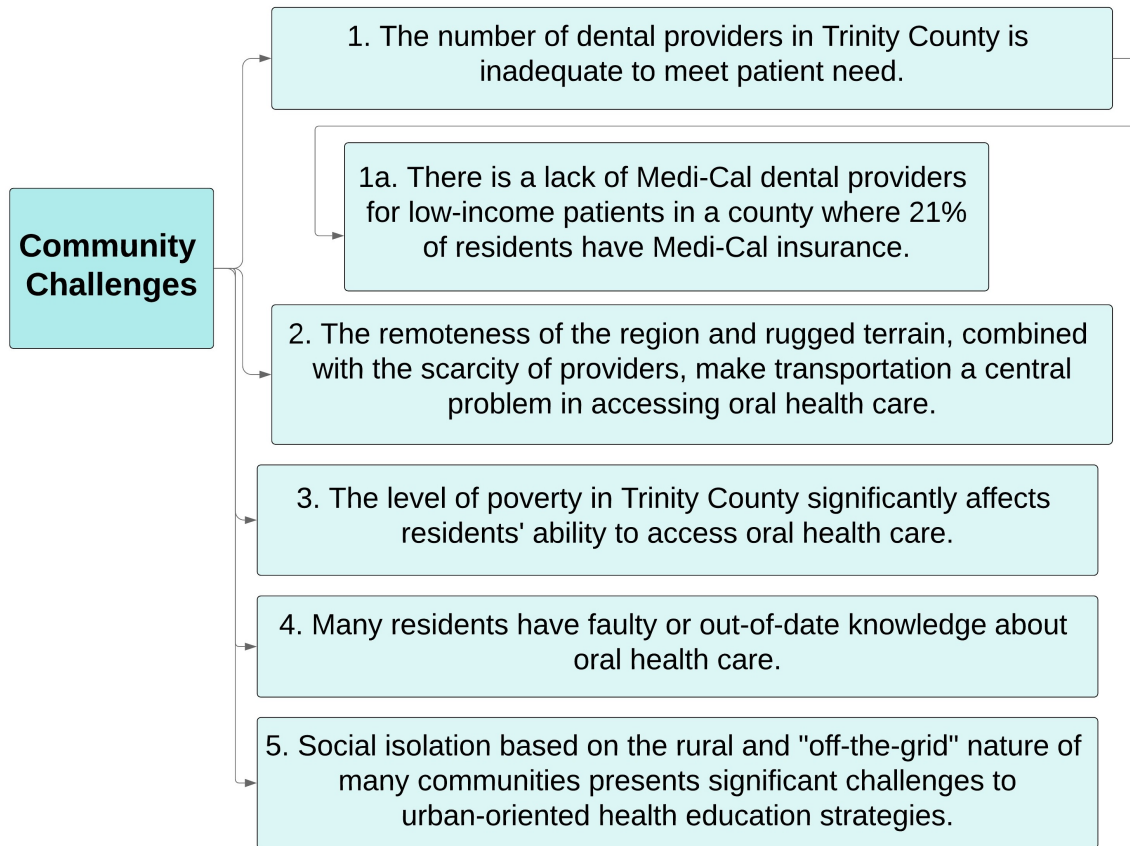 Community
Challenges
1. The number of dental providers in Trinity County is
inadequate to meet patient need.
1a. There is a lack of Medi-Cal dental providers
for low-income patients in a county where 21%
of residents have Medi-Cal insurance.
2. The remoteness of the region and rugged terrain, combined
with the scarcity of providers, make transportation a central
problem in accessing oral health care.
3. The level of poverty in Trinity County significantly affects
residents' ability to access oral health care.
4. Many residents have faulty or out-of-date knowledge about
oral health care.
5. Social isolation based on the rural and "off-the-grid" nature of
many communities presents significant challenges to
urban-oriented health education strategies.